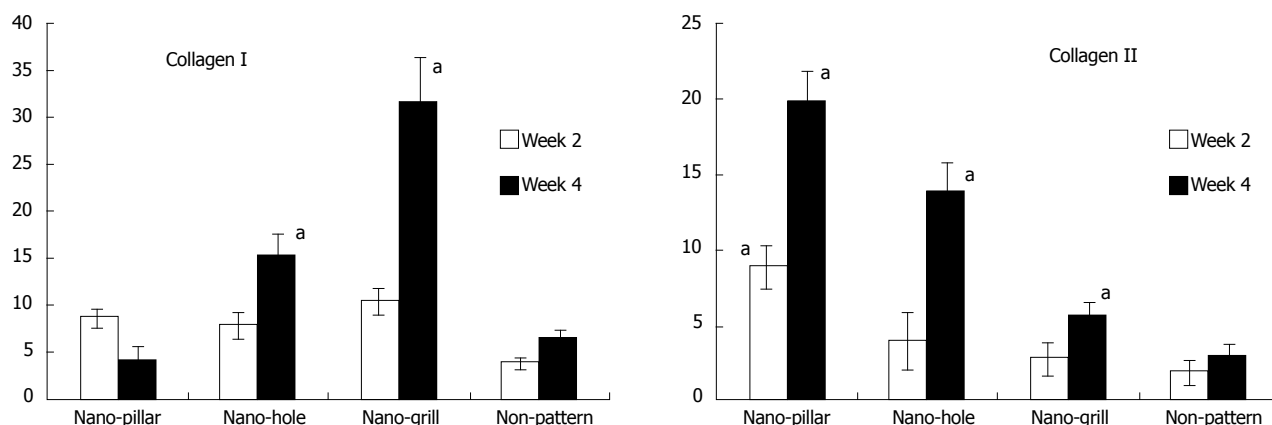 40
35
30
25
20
15
10
5
0
Collagen I
a
a
Week 2
Week 4
Nano-pillar Nano-hole Nano-grill Non-pattern
25
20
15
10
5
0
Collagen II
a
a
a
a
Week 2
Week 4
Nano-pillar Nano-hole Nano-grill Non-pattern